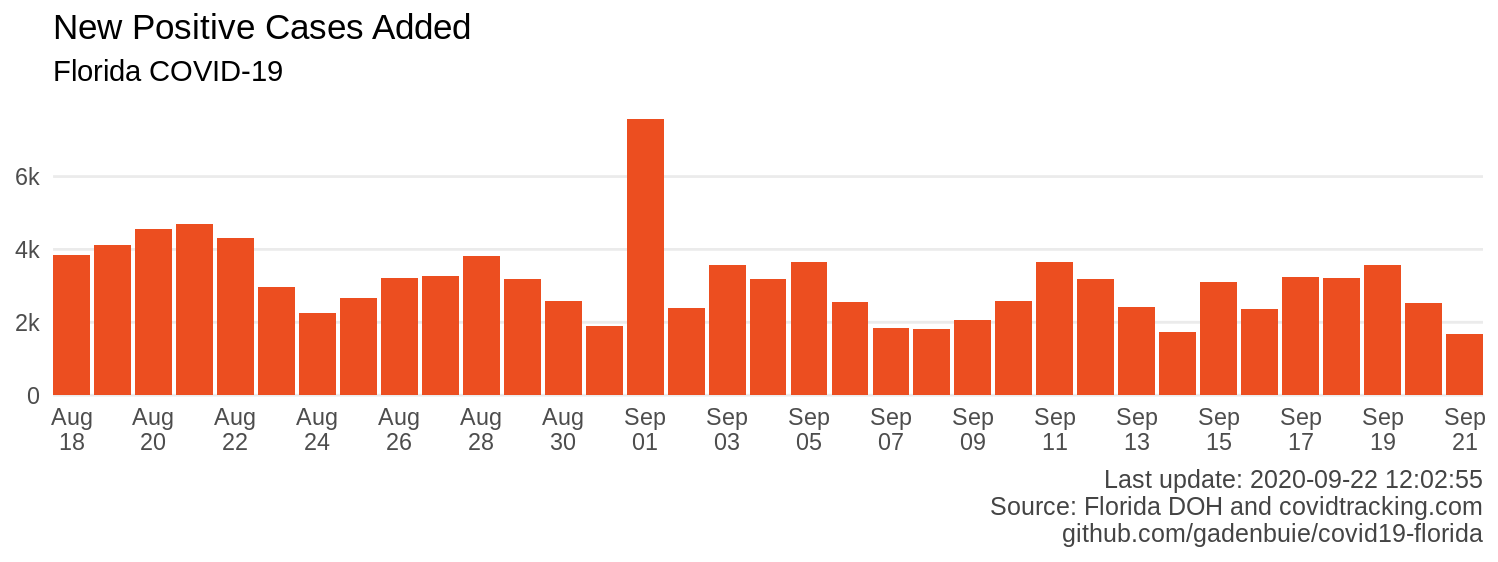 New Positive Cases Added
Florida COVID-19
6k
4k
2k
0
Aug Aug Aug Aug Aug Aug Aug Sep Sep Sep Sep Sep Sep Sep Sep Sep Sep Sep
18 20 22 24 26 28 30 01 03 05 07 09 11 13 15 17 19 21
Last update: 2020-09-22 12:02:55
Source: Florida DOH and covidtracking.com
github.com/gadenbuie/covid19-florida